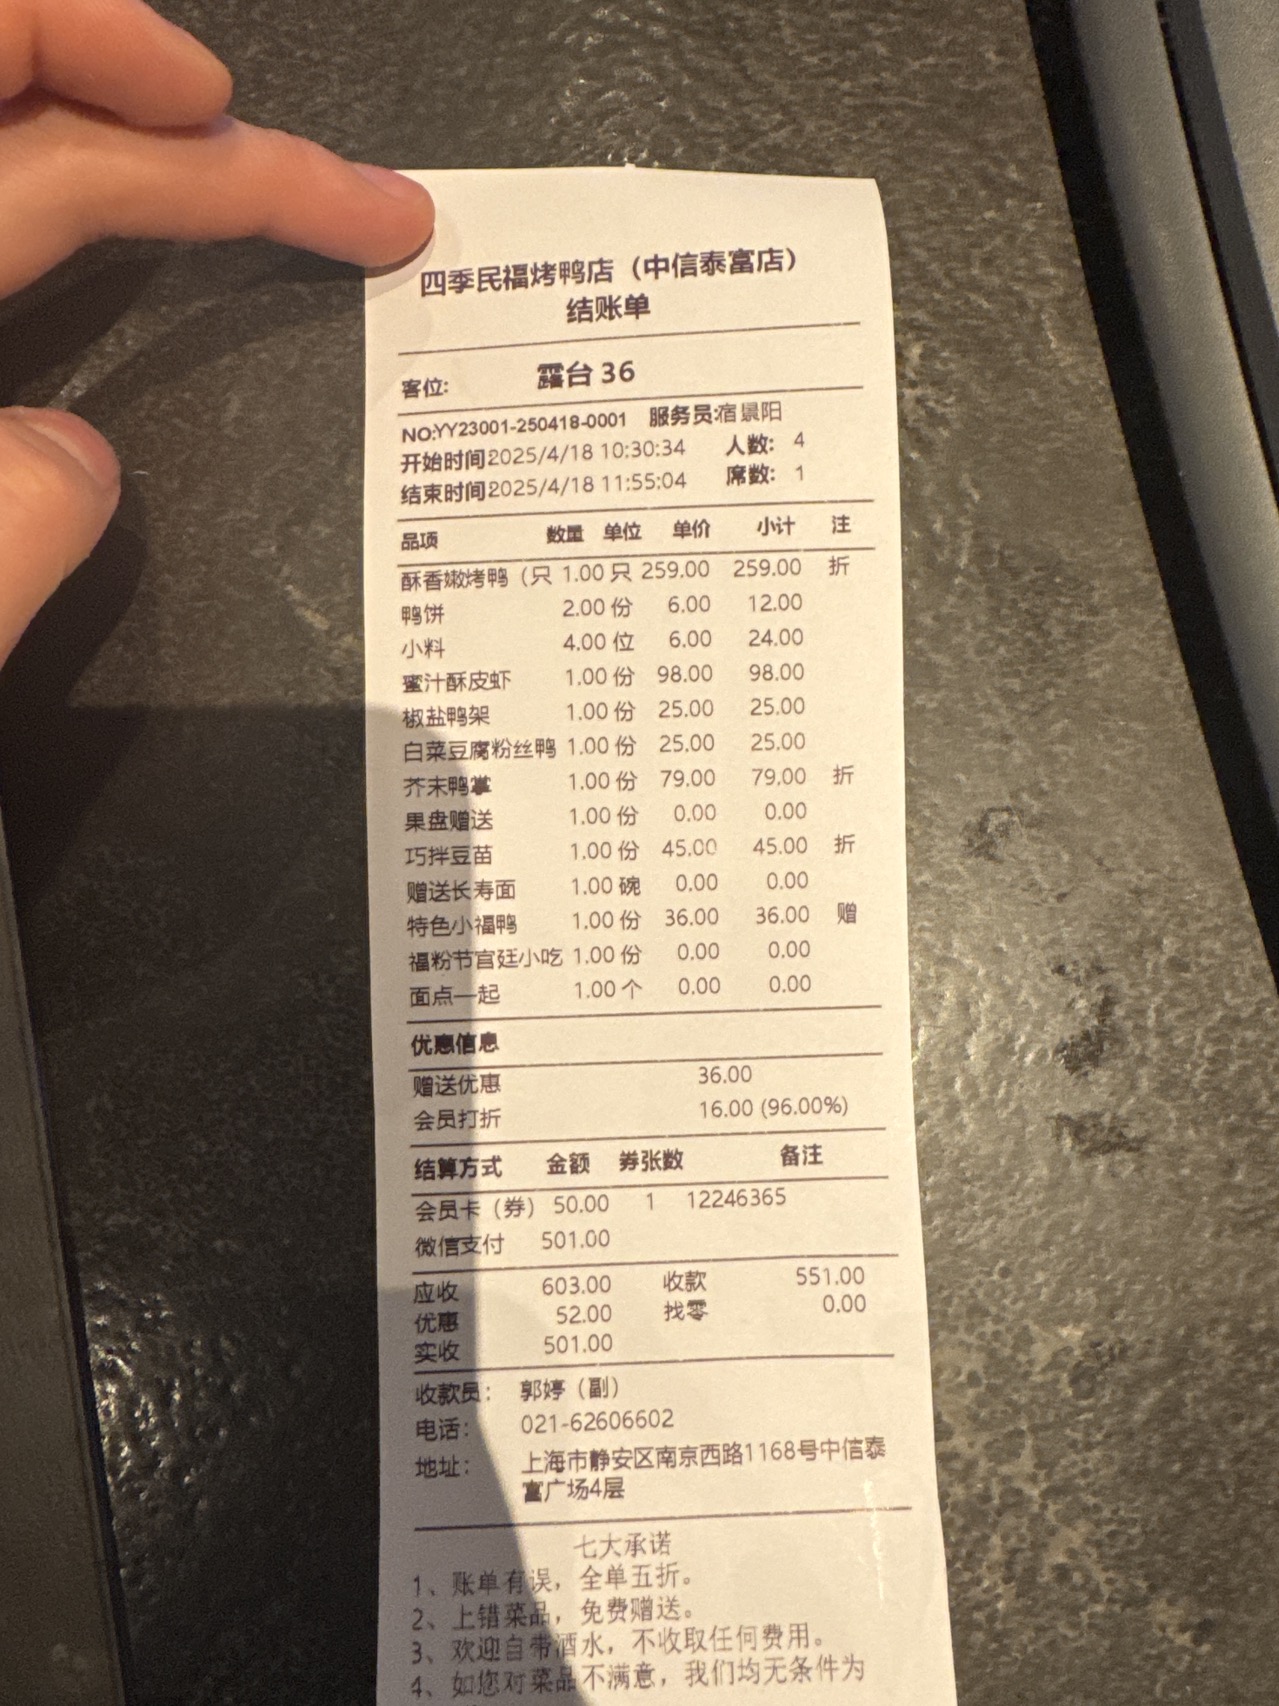 四季民福烤鸭店（中信泰富店）
结账单
客位: 露台 36
NO:YY23001-250418-0001 服务员:宿景阳
开始时间2025/4/18 10:30:34 人数: 4
结束时间2025/4/18 11:55:04 席数: 1
品项 数量 单位 单价 小计 注
酥香嫩烤鸭（只 1.00 只 259.00 259.00 折
鸭饼 2.00 份 6.00 12.00
小料 4.00 位 6.00 24.00
蜜汁酥皮虾 1.00 份 98.00 98.00
椒盐鸭架 1.00 份 25.00 25.00
白菜豆腐粉丝鸭 1.00 份 25.00 25.00
芥末鸭掌 1.00 份 79.00 79.00 折
果盘赠送 1.00 份 0.00 0.00
巧拌豆苗 1.00 份 45.00 45.00 折
赠送长寿面 1.00 碗 0.00 0.00
特色小福鸭 1.00 份 36.00 36.00 赠
福粉节宫廷小吃 1.00 份 0.00 0.00
面点一起 1.00 个 0.00 0.00
优惠信息
赠送优惠 36.00
会员打折 16.00 (96.00%)
结算方式 金额 券张数 备注
会员卡（券） 50.00 1 12246365
微信支付 501.00
应收 603.00 收款 551.00
优惠 52.00 找零 0.00
实收 501.00
收款员: 郭婷（副）
电话: 021-62606602
地址: 上海市静安区南京西路1168号中信泰
富广场4层
七大承诺
1、账单有误，全单五折。
2、上错菜品，免费赠送。
3、欢迎自带酒水，不收取任何费用。
4、如您对菜品不满意，我们均无条件为